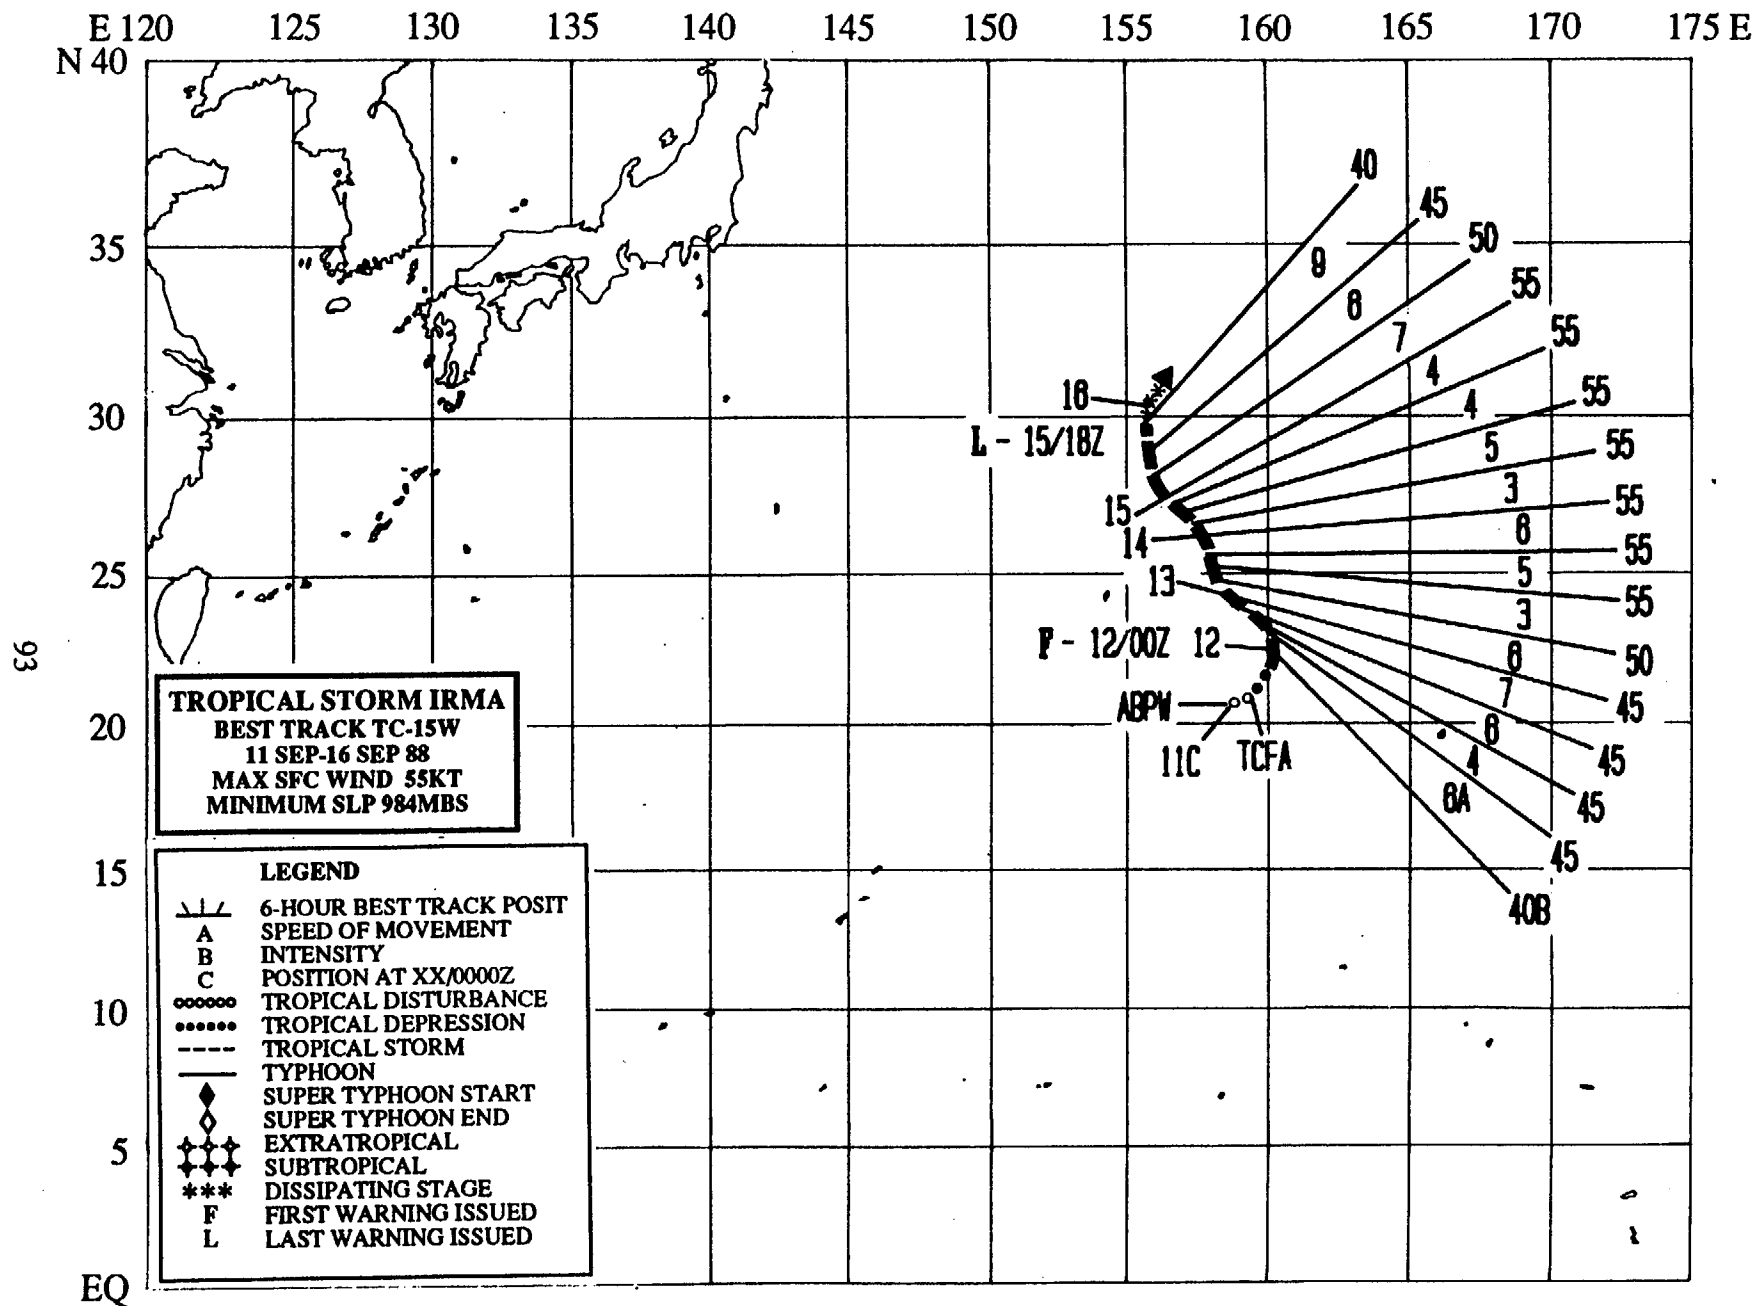 E 120 125 130 135 140 145 150 155 160 165 170 175 E
N 40
40
45
35
50
9
8
55
7
55
4
16
4
55
30
L - 15/18Z
5
55
3
15
55
14
6
55
25
5
13
55
3
F - 12/00Z 12
6
50
7
45
ABPW
20
6
11C
TCFA
4
45
6A
45
45
40B
93
TROPICAL STORM IRMA
BEST TRACK TC-15W
11 SEP-16 SEP 88
MAX SFC WIND 55KT
MINIMUM SLP 984MBS
15
LEGEND
6-HOUR BEST TRACK POSIT
A SPEED OF MOVEMENT
B INTENSITY
C POSITION AT XX/0000Z
TROPICAL DISTURBANCE
TROPICAL DEPRESSION
TROPICAL STORM
TYPHOON
SUPER TYPHOON START
SUPER TYPHOON END
EXTRATROPICAL
SUBTROPICAL
*** DISSIPATING STAGE
F FIRST WARNING ISSUED
L LAST WARNING ISSUED
10
5
EQ